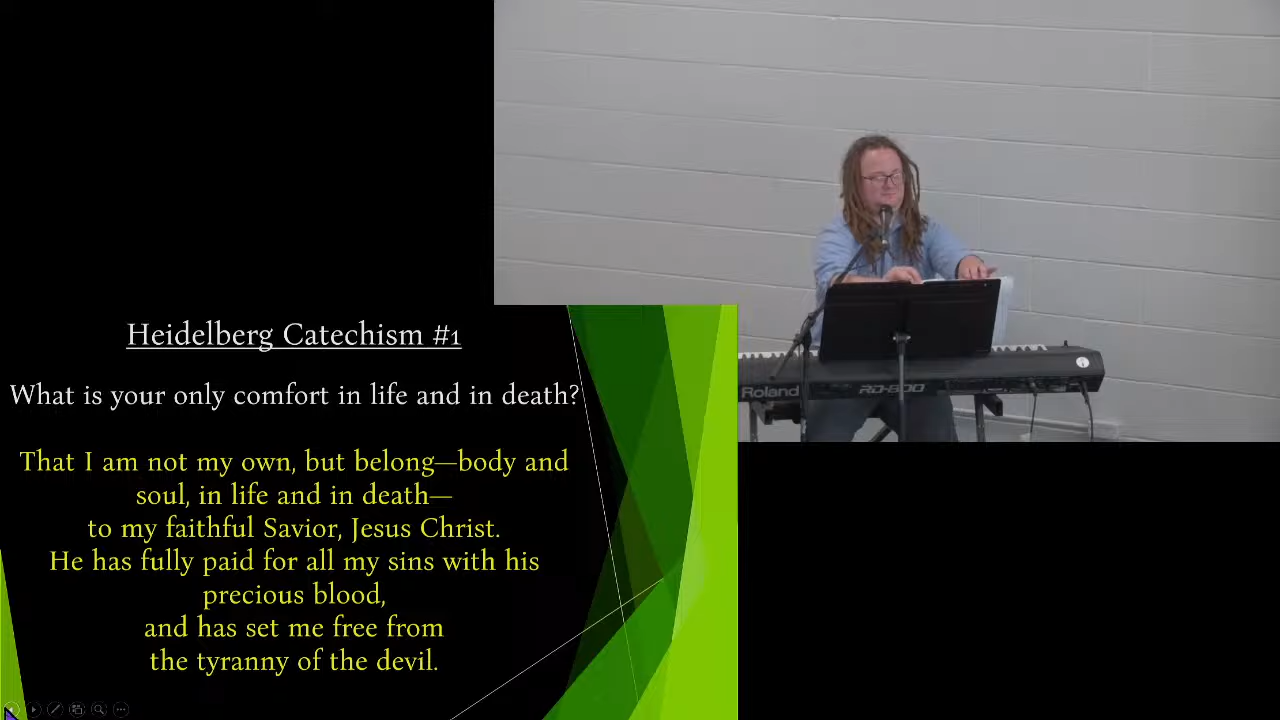 Heidelberg Catechism #1
What is your only comfort in life and in death?
That I am not my own, but belong—body and
soul, in life and in death—
to my faithful Savior, Jesus Christ.
He has fully paid for all my sins with his
precious blood,
and has set me free from
the tyranny of the devil.
Roland
RD-800